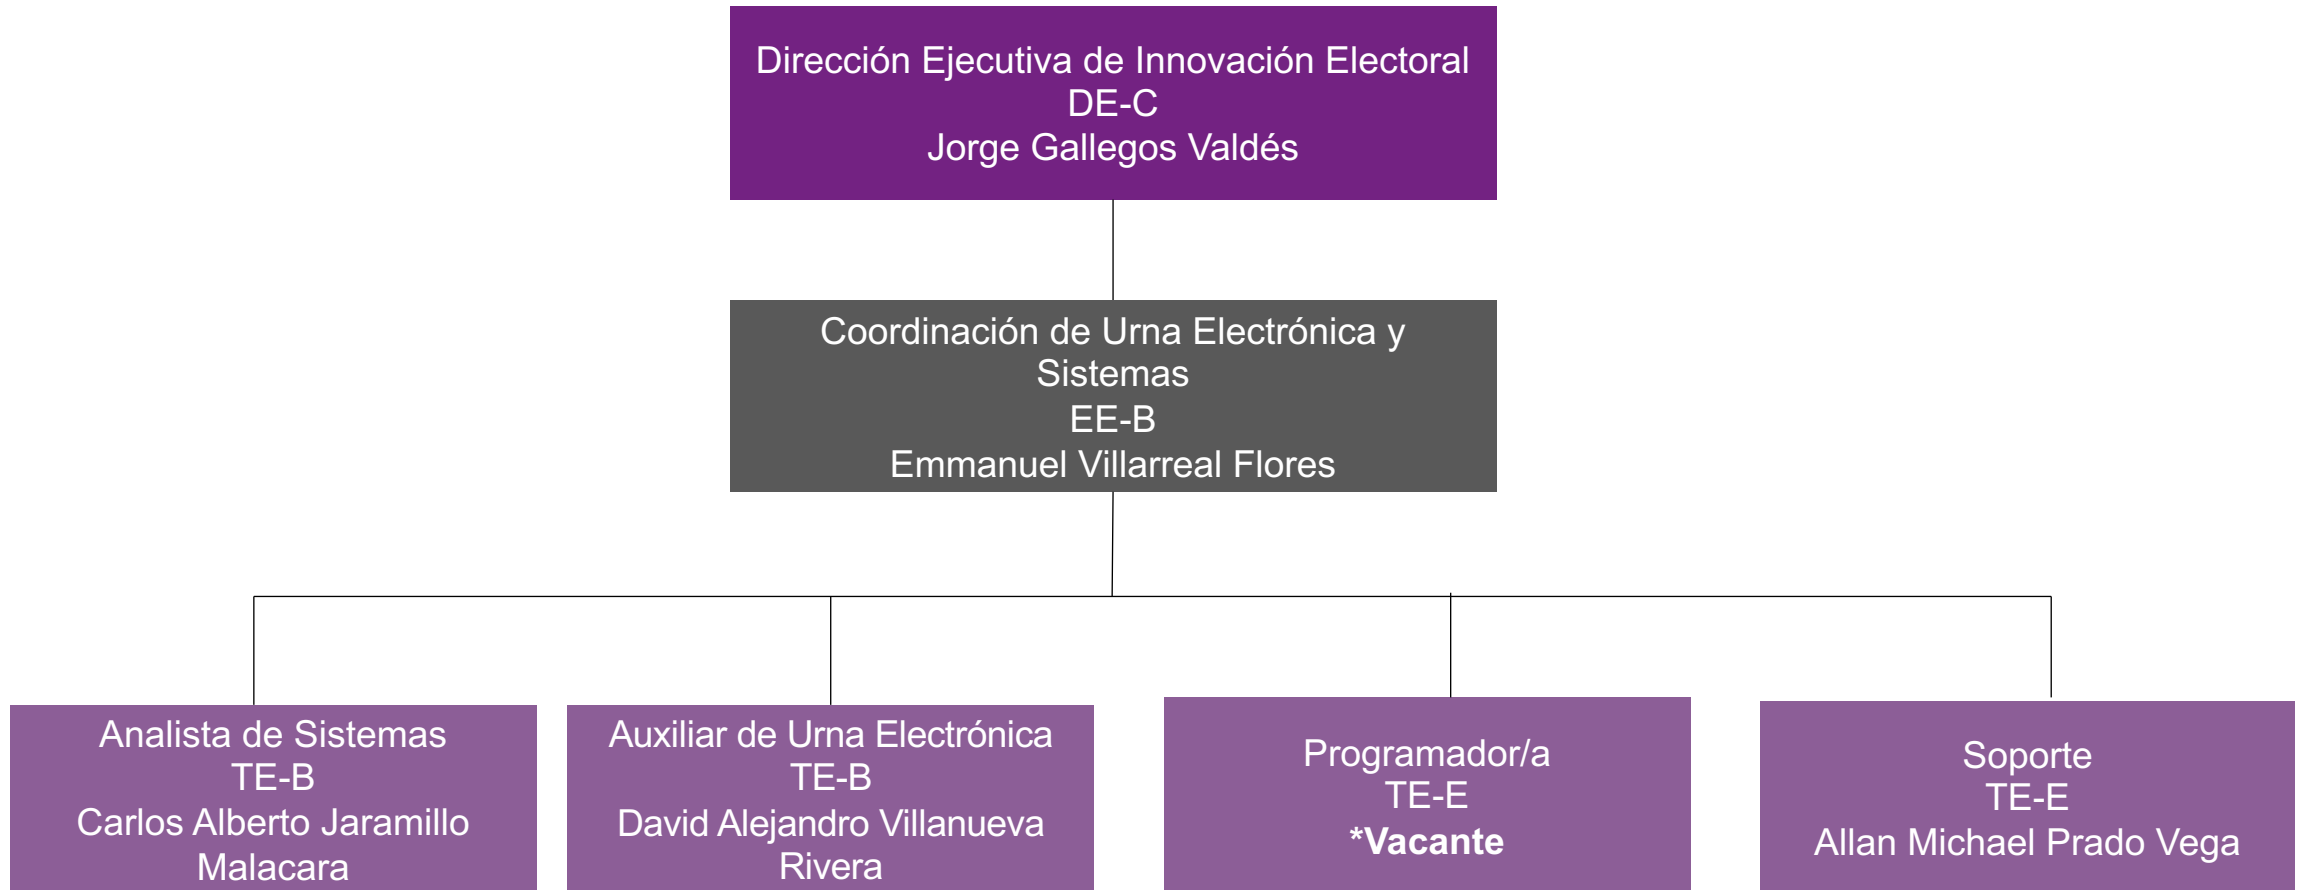 Dirección Ejecutiva de Innovación Electoral
DE-C
Jorge Gallegos Valdés
Coordinación de Urna Electrónica y
Sistemas
EE-B
Emmanuel Villarreal Flores
Analista de Sistemas
TE-B
Carlos Alberto Jaramillo
Malacara
Auxiliar de Urna Electrónica
TE-B
David Alejandro Villanueva
Rivera
Programador/a
TE-E
*Vacante
Soporte
TE-E
Allan Michael Prado Vega